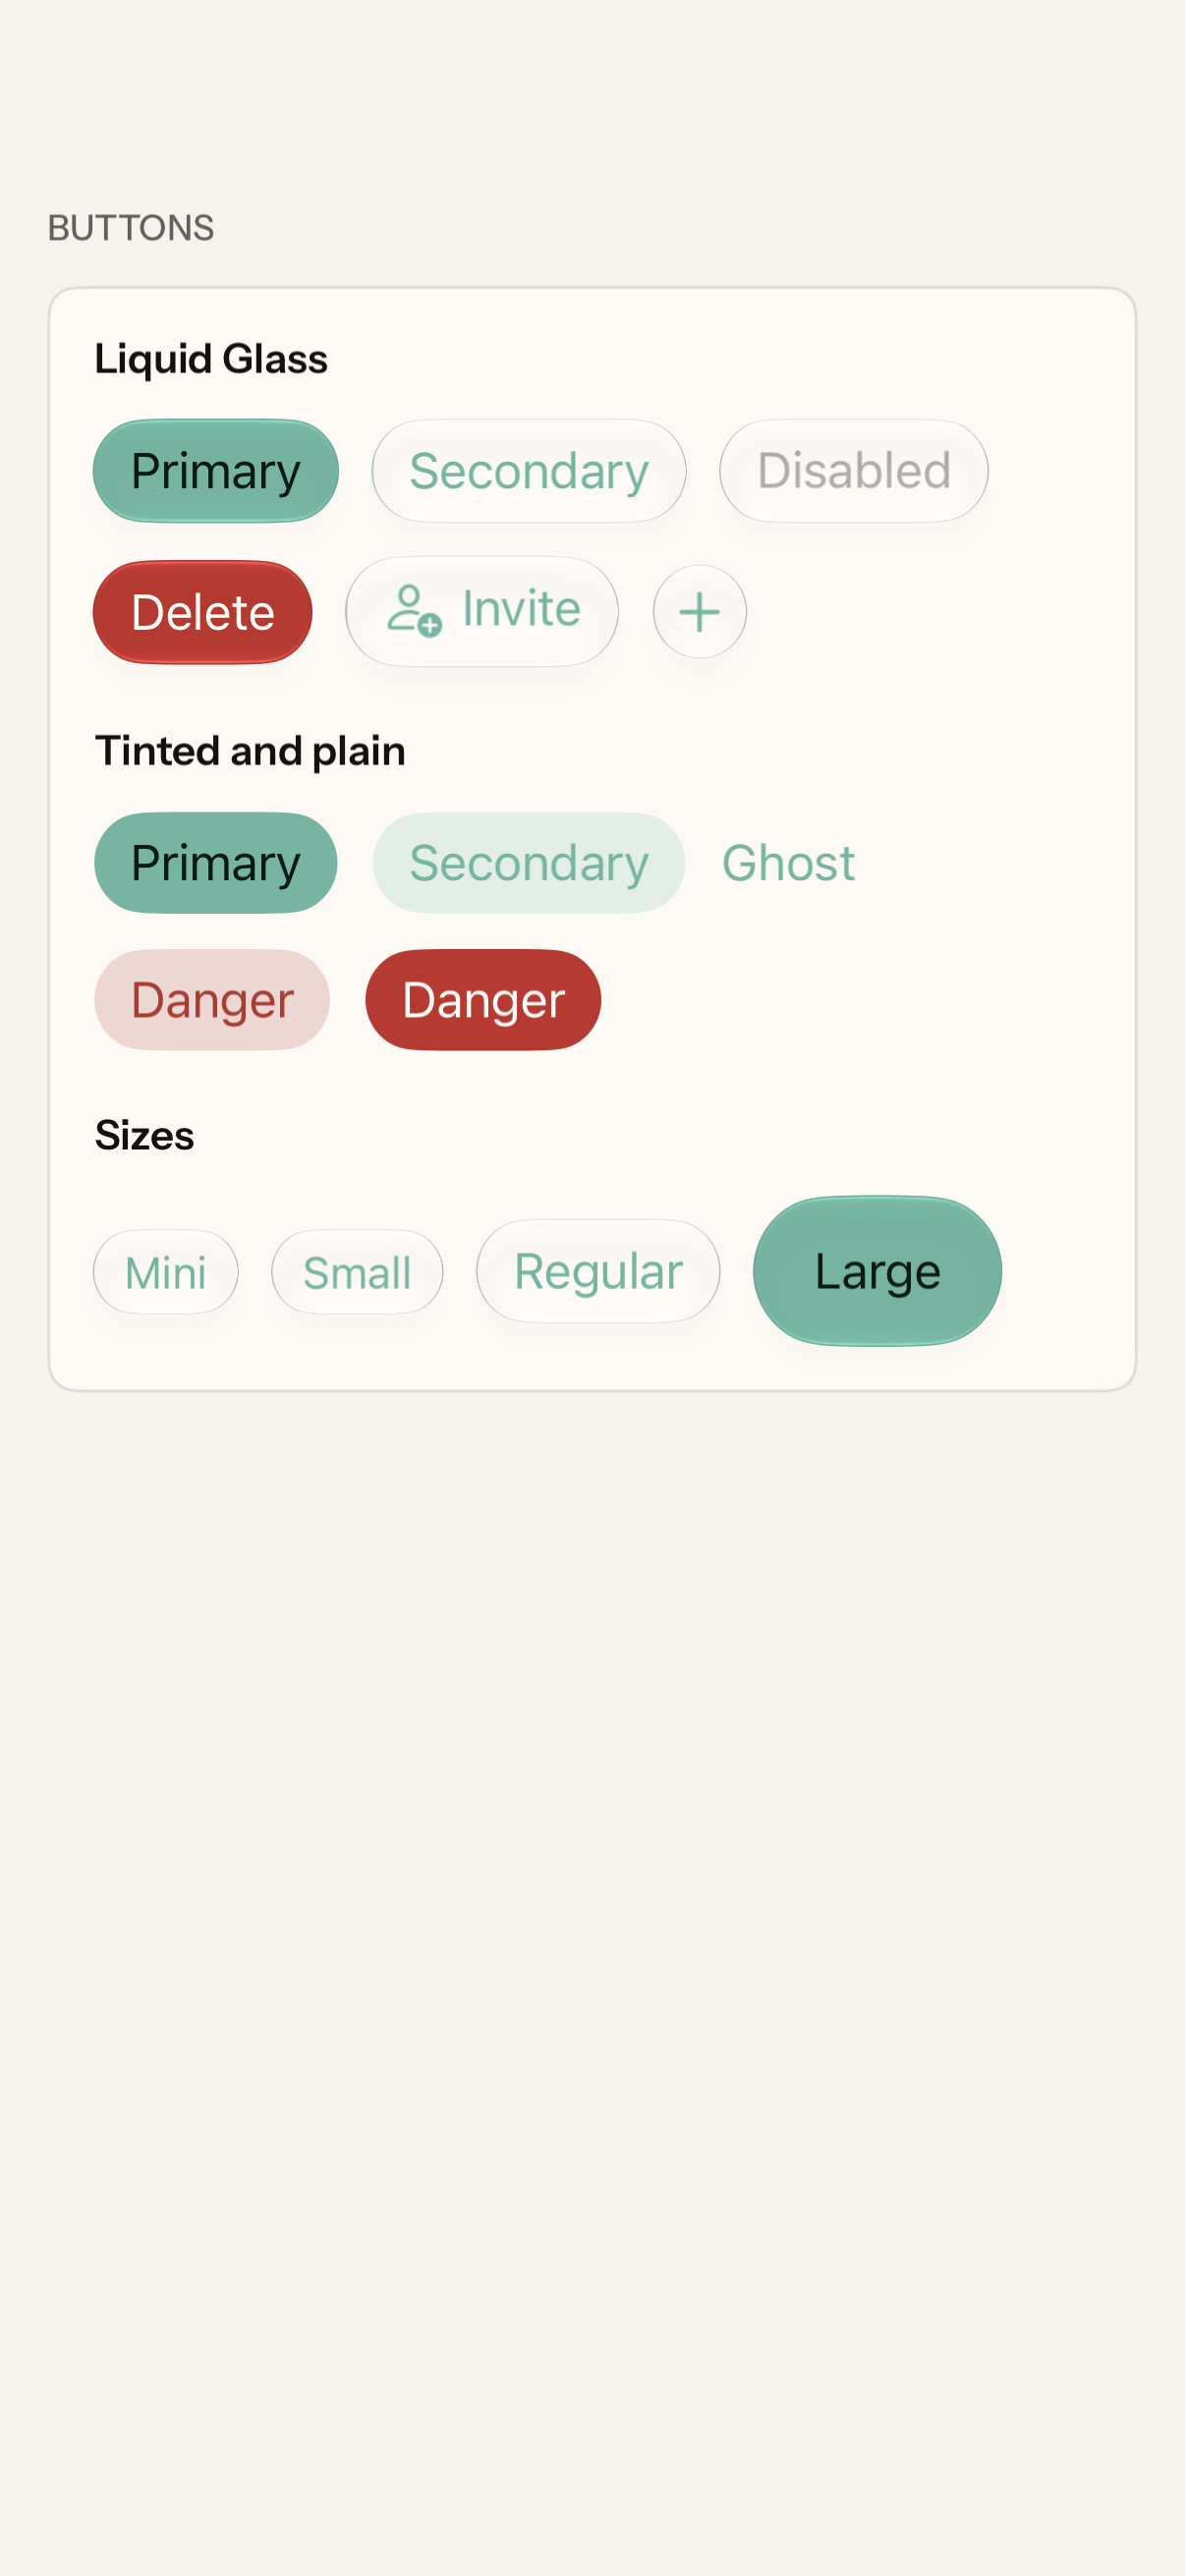 BUTTONS
Liquid Glass
Primary Secondary Disabled
Delete Invite +
Tinted and plain
Primary Secondary Ghost
Danger Danger
Sizes
Mini Small Regular Large